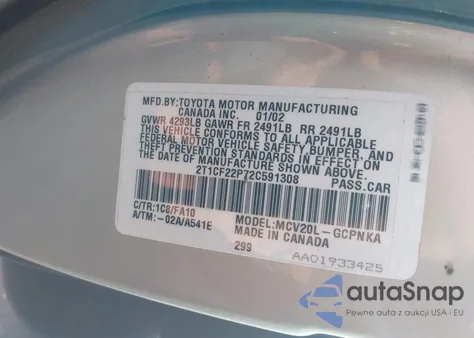 MFD.BY:TOYOTA MOTOR MANUFACTURING
CANADA INC. 01/02
GVWR 4293LB GAWR FR 2491LB RR 2491LB
THIS VEHICLE CONFORMS TO ALL APPLICABLE
FEDERAL MOTOR VEHICLE SAFETY, BUMPER, AND
THEFT PREVENTION STANDARDS IN EFFECT ON
THE DATE OF MANUFACTURE SHOWN ABOVE.
2T1CF22P72C591308 PASS.CAR
C/TR:1C8/FA10 MODEL:MCV20L-GCPNKA
A/TM:-02A/A541E MADE IN CANADA
299
AA01933425
autoSnap
Pewne auta z aukcji USA i EU